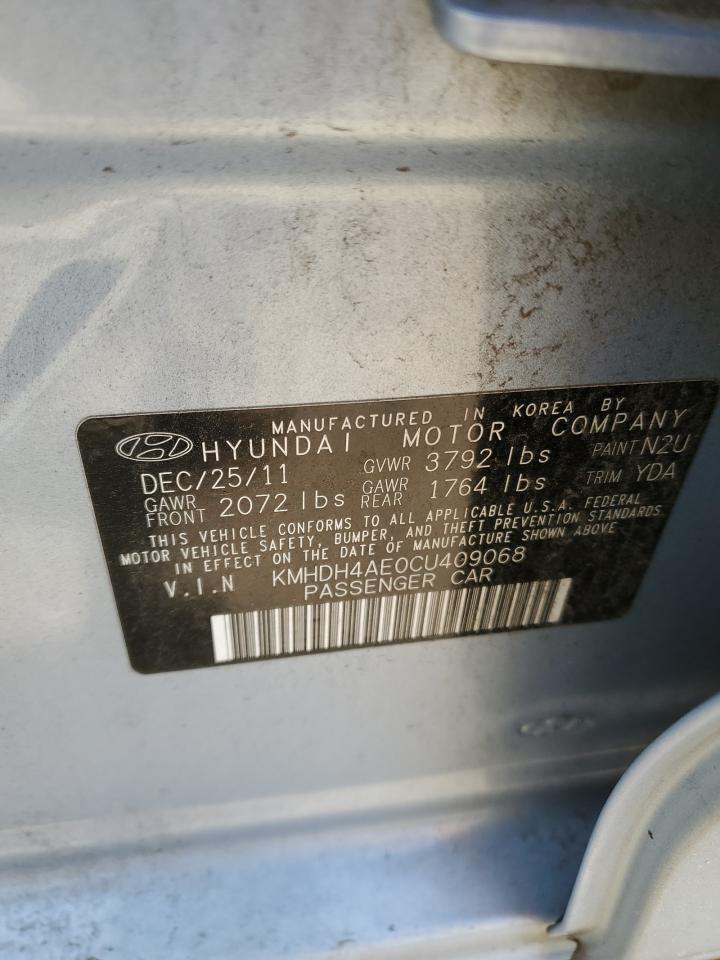 MANUFACTURED IN KOREA BY
HYUNDAI MOTOR COMPANY
DEC/25/11 GVWR 3792 lbs PAINT N2U
GAWR FRONT 2072 lbs GAWR REAR 1764 lbs TRIM YDA
THIS VEHICLE CONFORMS TO ALL APPLICABLE U.S.A. FEDERAL
MOTOR VEHICLE SAFETY, BUMPER, AND THEFT PREVENTION STANDARDS
IN EFFECT ON THE DATE OF MANUFACTURE SHOWN ABOVE
V.I.N KMHDH4AE0CU409068
PASSENGER CAR